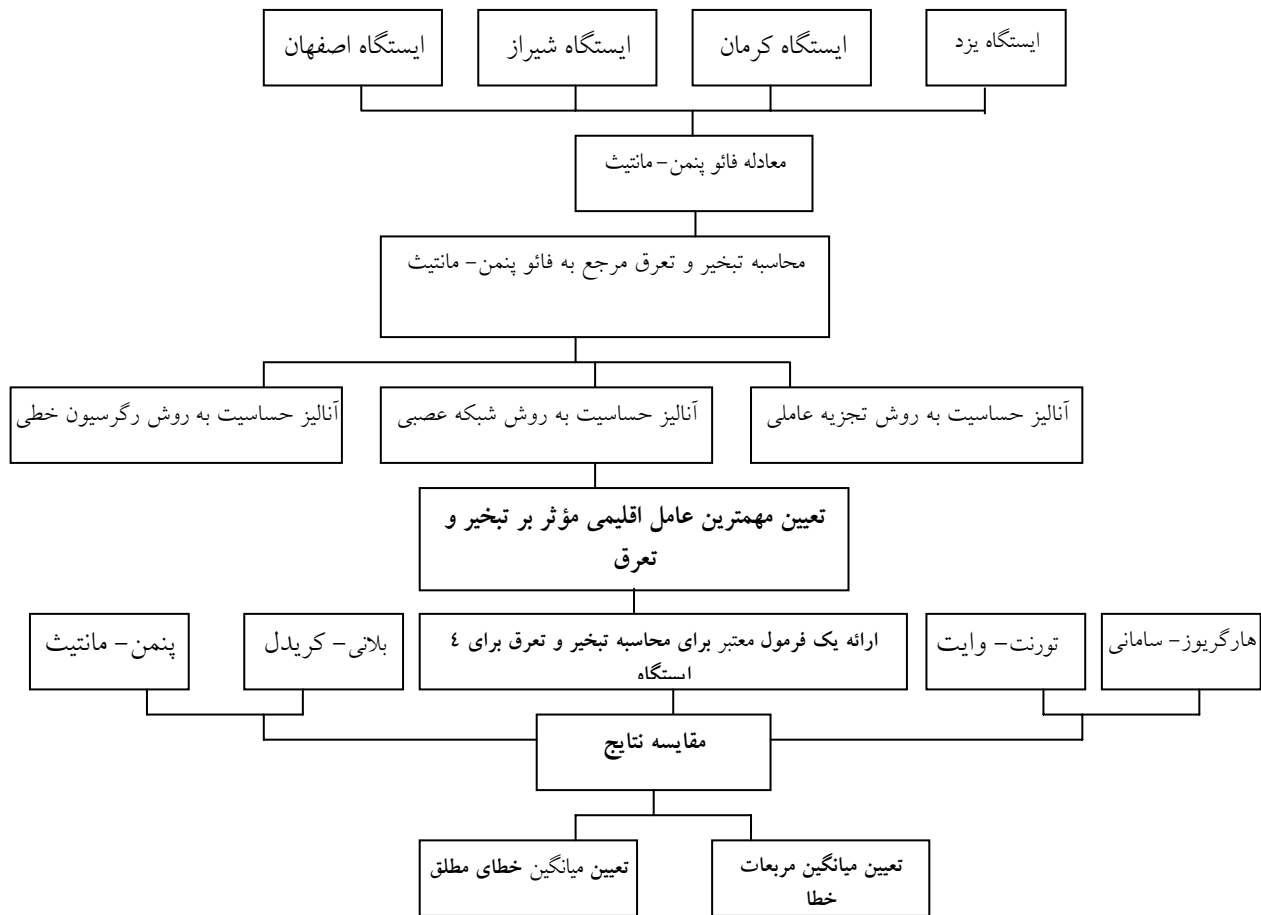 ایستگاه یزد
ایستگاه کرمان
ایستگاه شیراز
ایستگاه اصفهان
معادله فائو پنمن- مانتیث
محاسبه تبخیر و تعرق مرجع به فائو پنمن- مانتیث
آنالیز حساسیت به روش تجزیه عاملی
آنالیز حساسیت به روش شبکه عصبی
آنالیز حساسیت به روش رگرسیون خطی
تعیین مهمترین عامل اقلیمی مؤثر بر تبخیر و
تعرق
هارگریوز- سامانی
تورنت- وایت
ارائه یک فرمول معتبر برای محاسبه تبخیر و تعرق برای ٤
ایستگاه
بلانی- کریدل
پنمن- مانتیث
مقایسه نتایج
تعیین میانگین مربعات
خطا
تعیین میانگین خطای مطلق